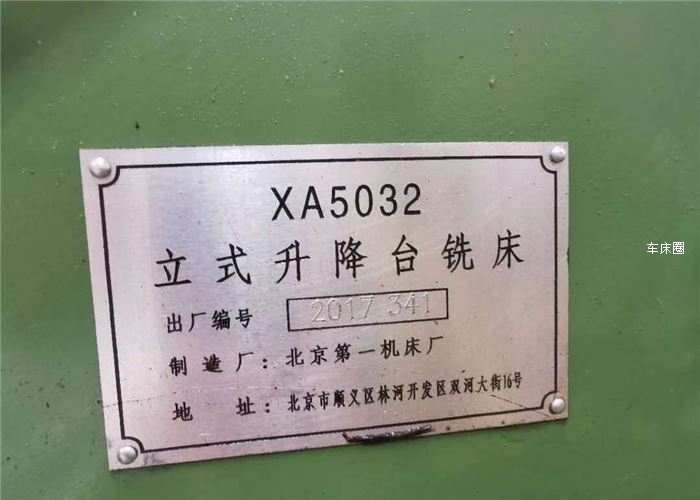 XA5032
立式升降台铣床
出厂编号 2017 341
制造厂：北京第一机床厂
地 址：北京市顺义区林河开发区双河大街16号
车床圈